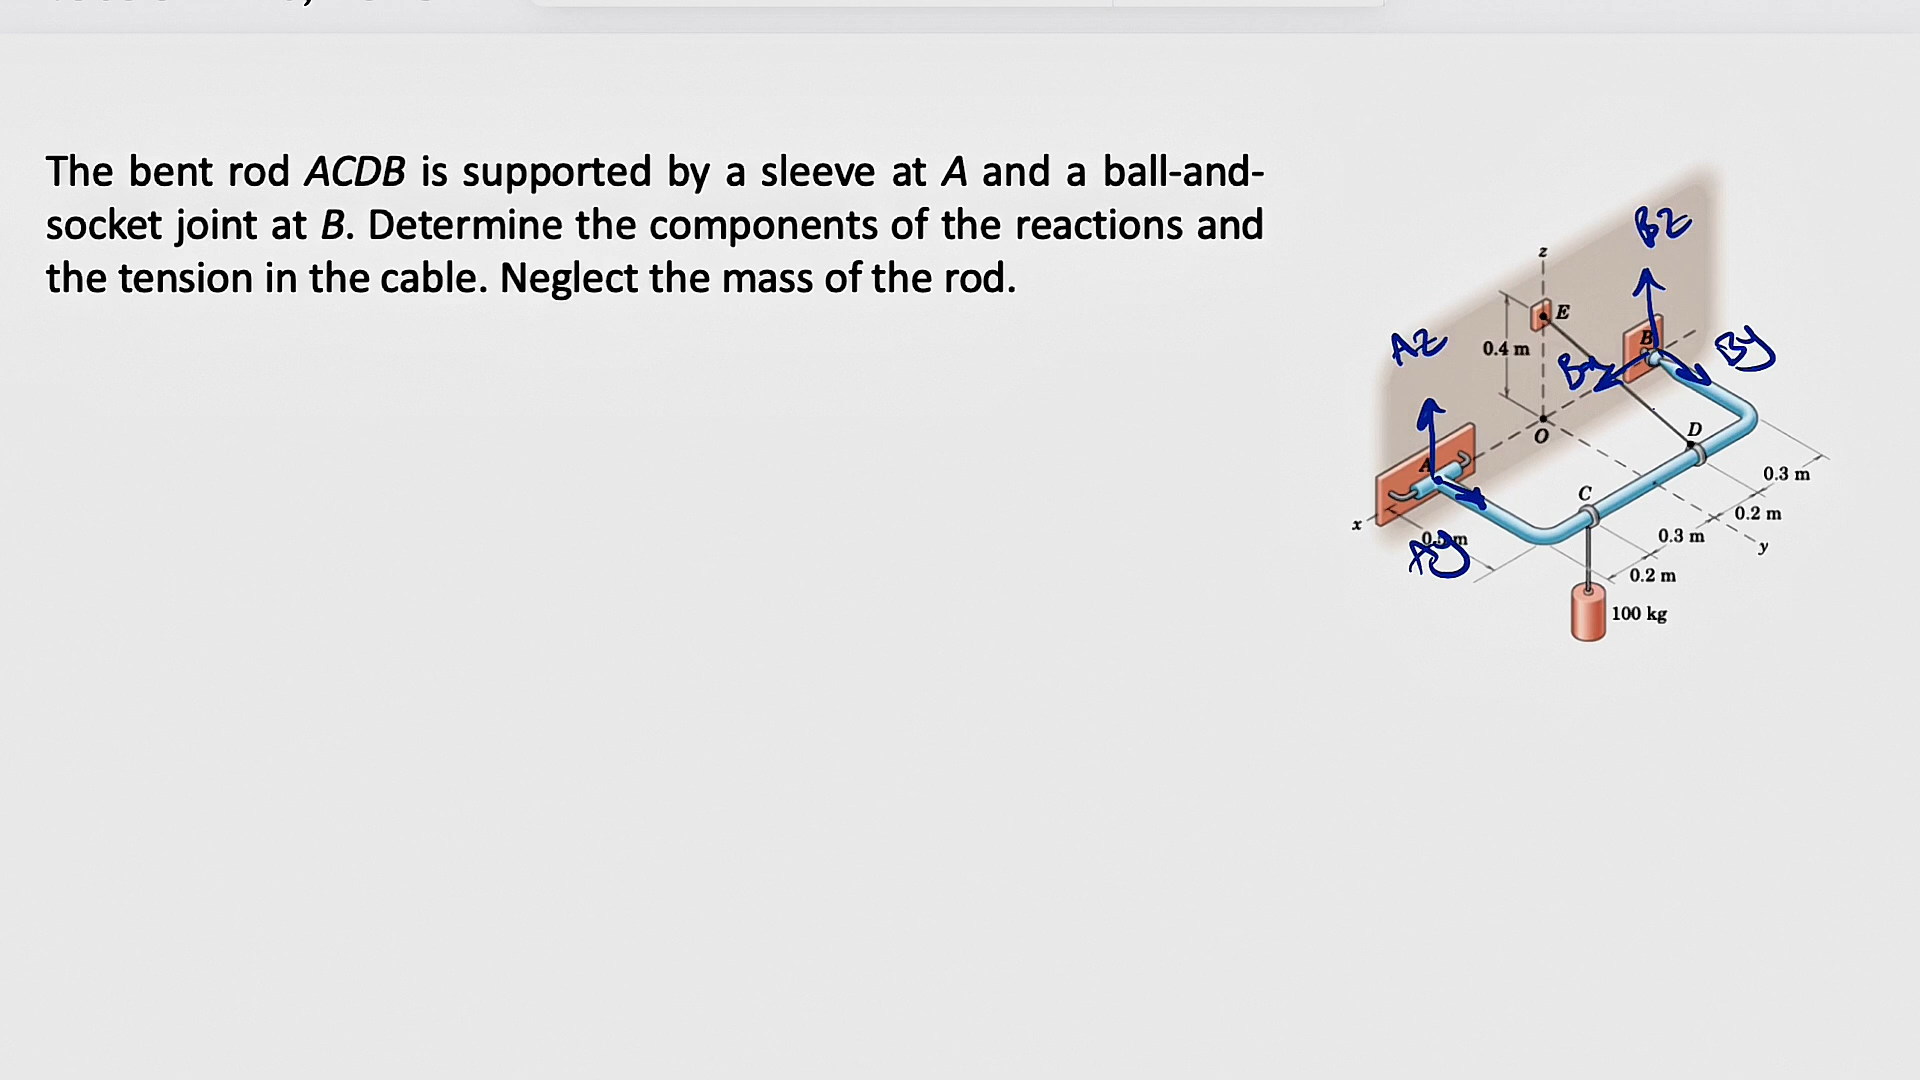 The bent rod ACDB is supported by a sleeve at A and a ball-and-
socket joint at B. Determine the components of the reactions and
the tension in the cable. Neglect the mass of the rod.
BZ
z
E
AZ
0.4 m
B
By
Bx
O
D
A
0.3 m
C
x
0.2 m
0.3 m
y
Ay
0.2 m
100 kg